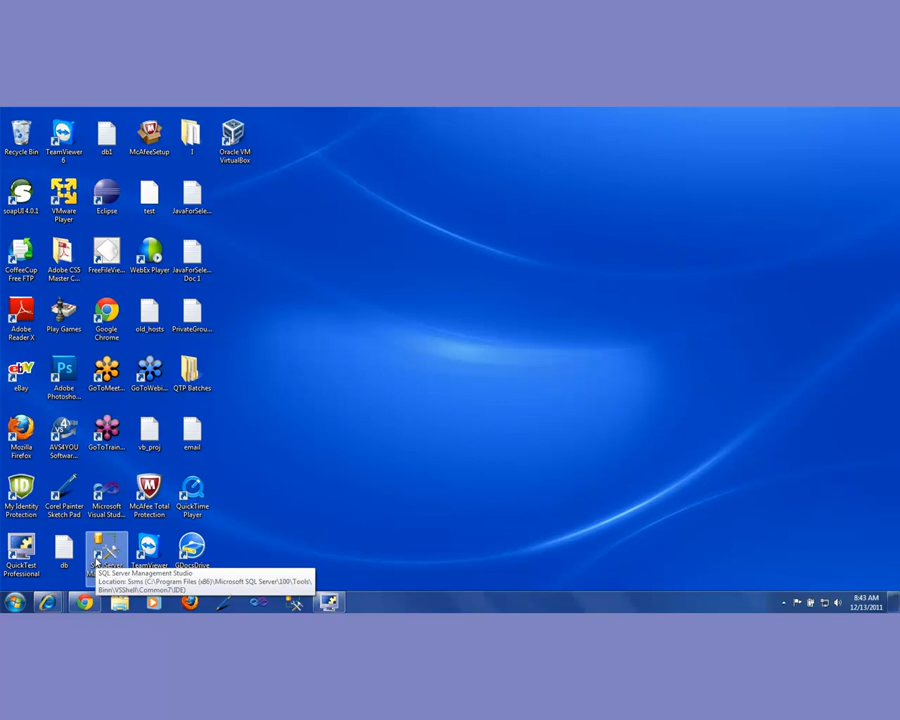 Recycle Bin
TeamViewer 6
db1
McAfeeSetup
I
Oracle VM VirtualBox
soapUI 4.0.1
VMware Player
Eclipse
test
JavaForSele...
CoffeeCup Free FTP
Adobe CS5 Master C...
FreeFileVie...
WebEx Player
JavaForSele... Doc 1
Adobe Reader X
Play Games
Google Chrome
old_hosts
PrivateGrou...
eBay
Adobe Photosho...
GoToMeet...
GoToWebi...
QTP Batches
Mozilla Firefox
AVS4YOU Softwar...
GoToTrain...
vb_proj
email
My Identity Protection
Corel Painter Sketch Pad
Microsoft Visual Stud...
McAfee Total Protection
QuickTime Player
QuickTest Professional
db
TeamViewer
GDocsDrive
SQL Server Management Studio
Location: Ssms (C:\Program Files (x86)\Microsoft SQL Server\100\Tools\
Binn\VSShell\Common7\IDE)
8:43 AM
12/13/2011